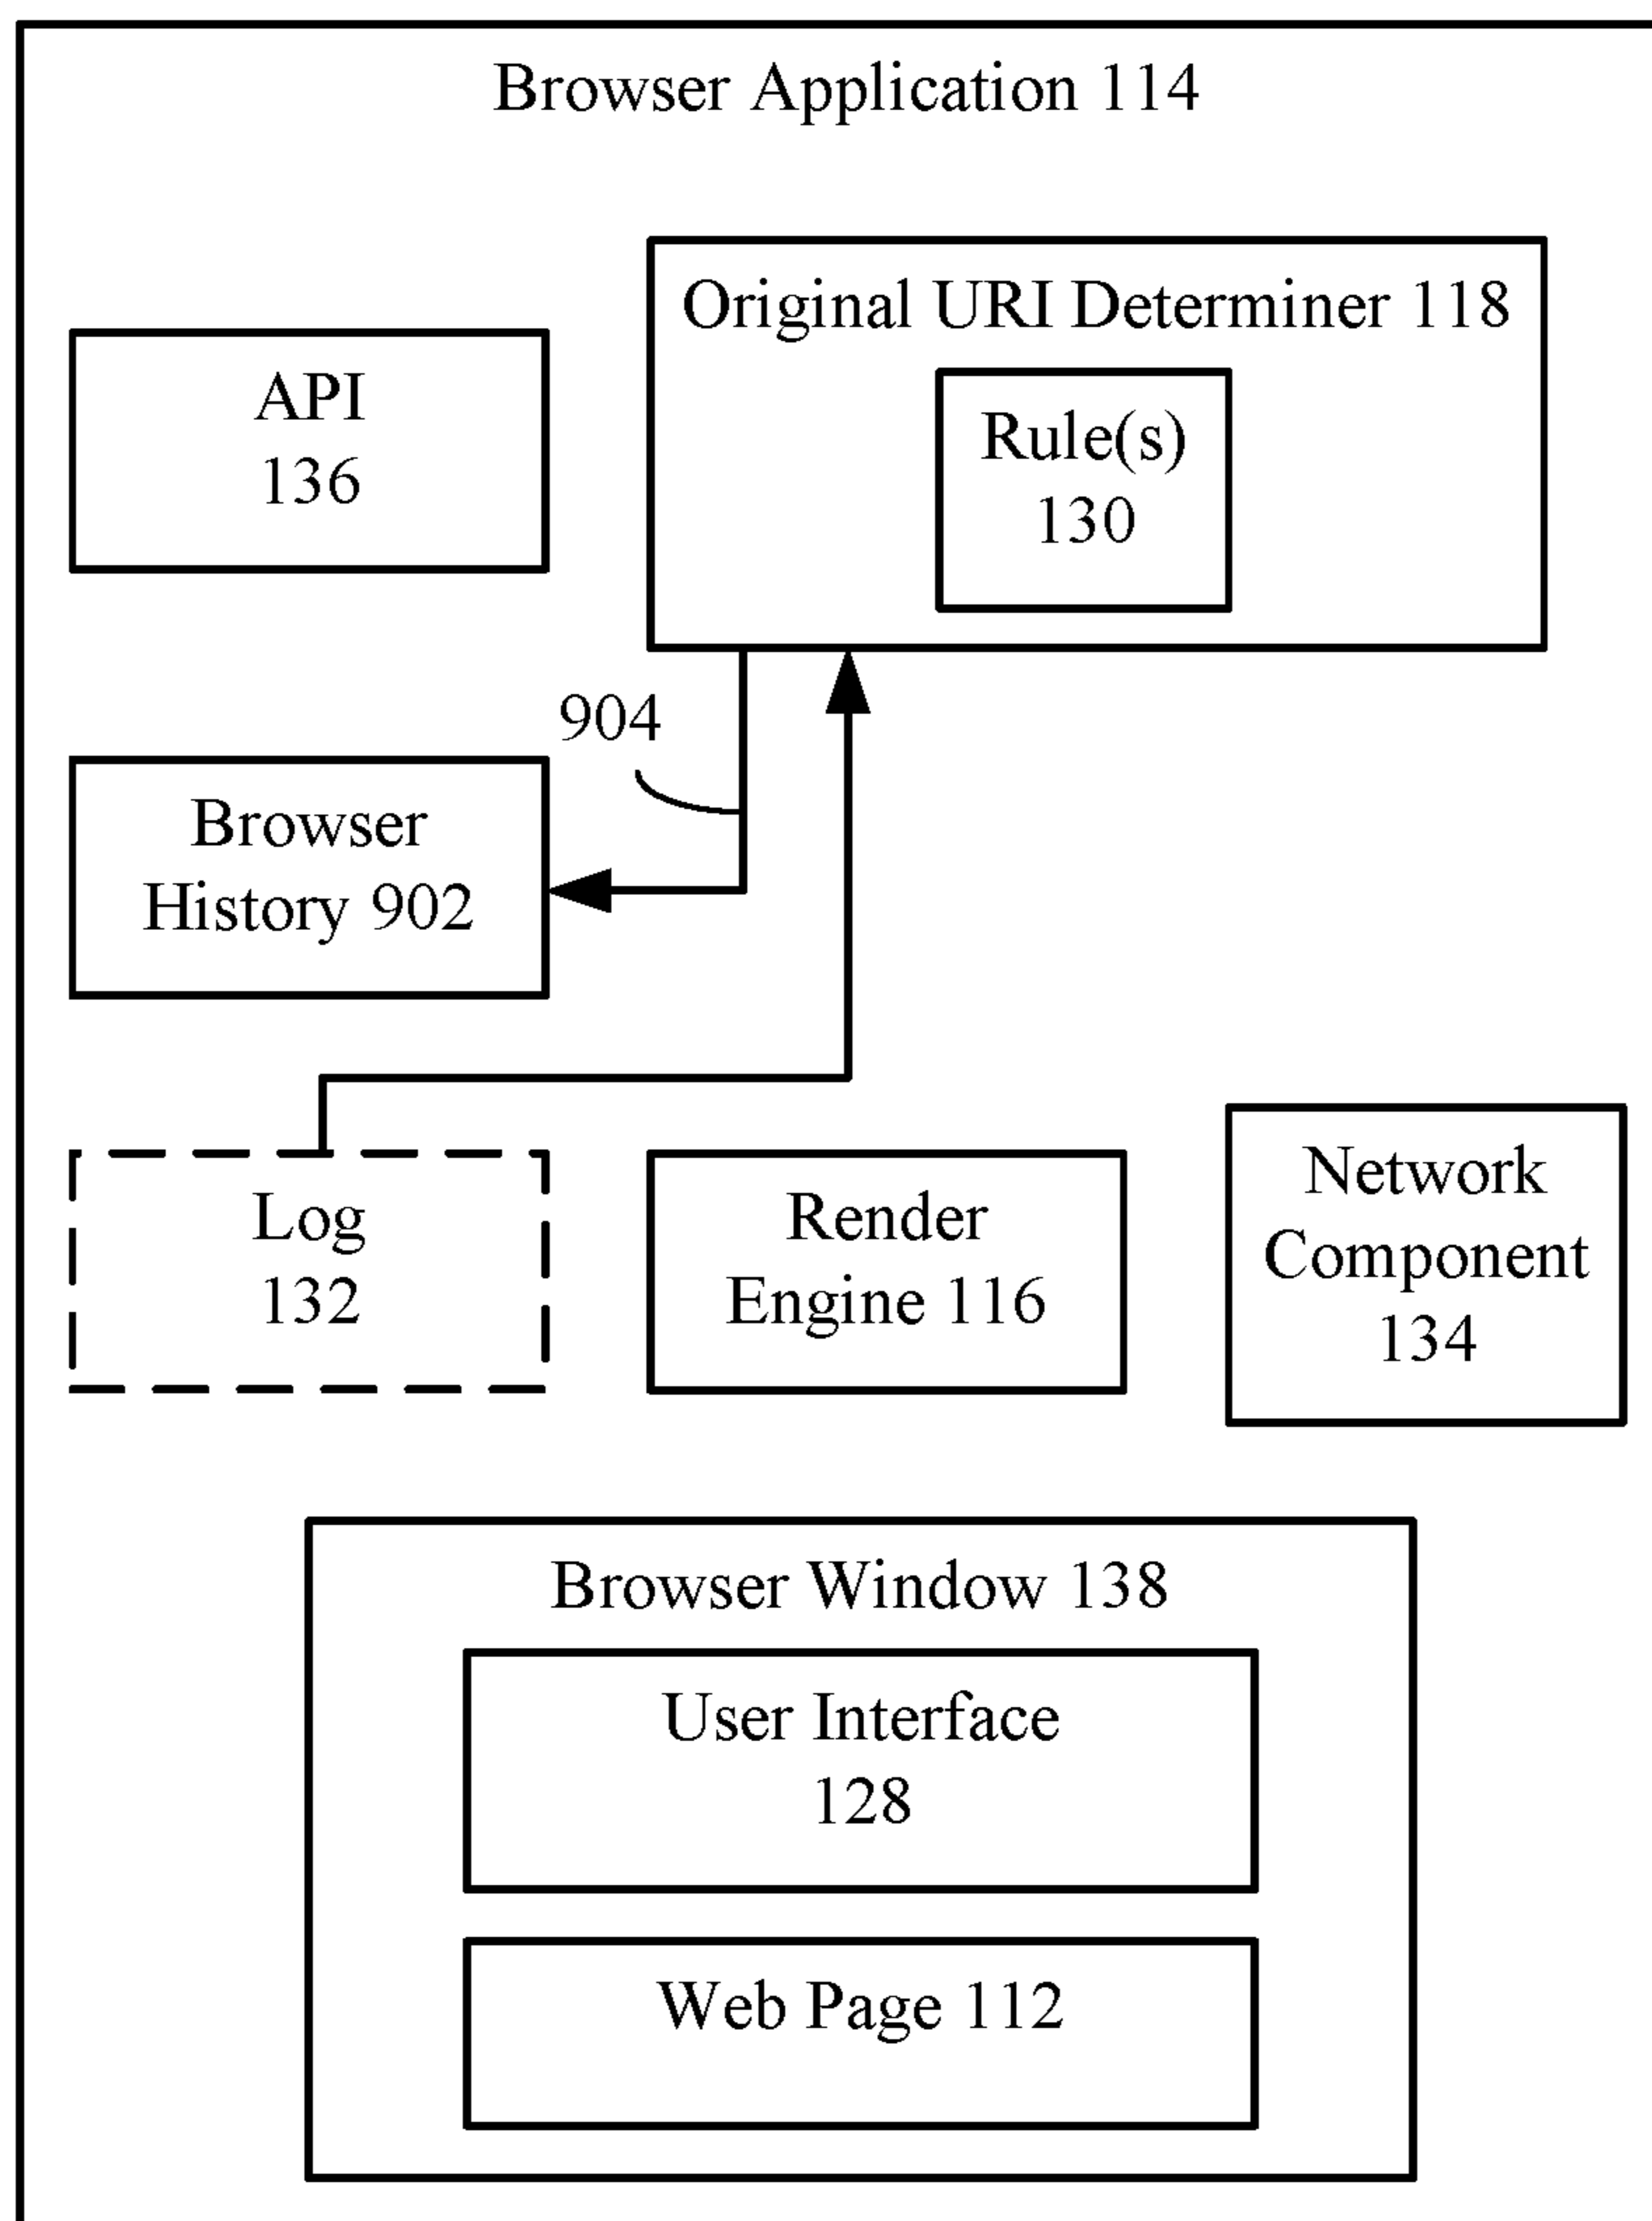 Browser Application 114
Original URI Determiner 118
API
136
Rule(s)
130
904
Browser
History 902
Log
132
Render
Engine 116
Network
Component
134
Browser Window 138
User Interface
128
Web Page 112